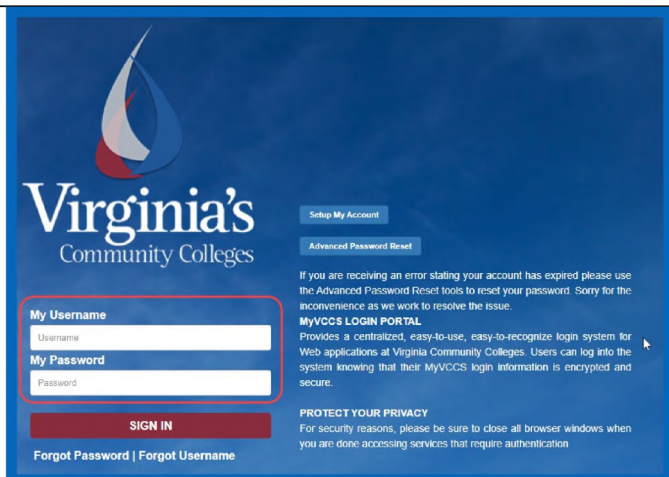 Virginia's
Community Colleges
My Username
Username
My Password
Password
SIGN IN
Forgot Password | Forgot Username
Setup My Account
Advanced Password Reset
If you are receiving an error stating your account has expired please use
the Advanced Password Reset tools to reset your password. Sorry for the
inconvenience as we work to resolve the issue.
MyVCCS LOGIN PORTAL
Provides a centralized, easy-to-use, easy-to-recognize login system for
Web applications at Virginia Community Colleges. Users can log into the
system knowing that their MyVCCS login information is encrypted and
secure.
PROTECT YOUR PRIVACY
For security reasons, please be sure to close all browser windows when
you are done accessing services that require authentication